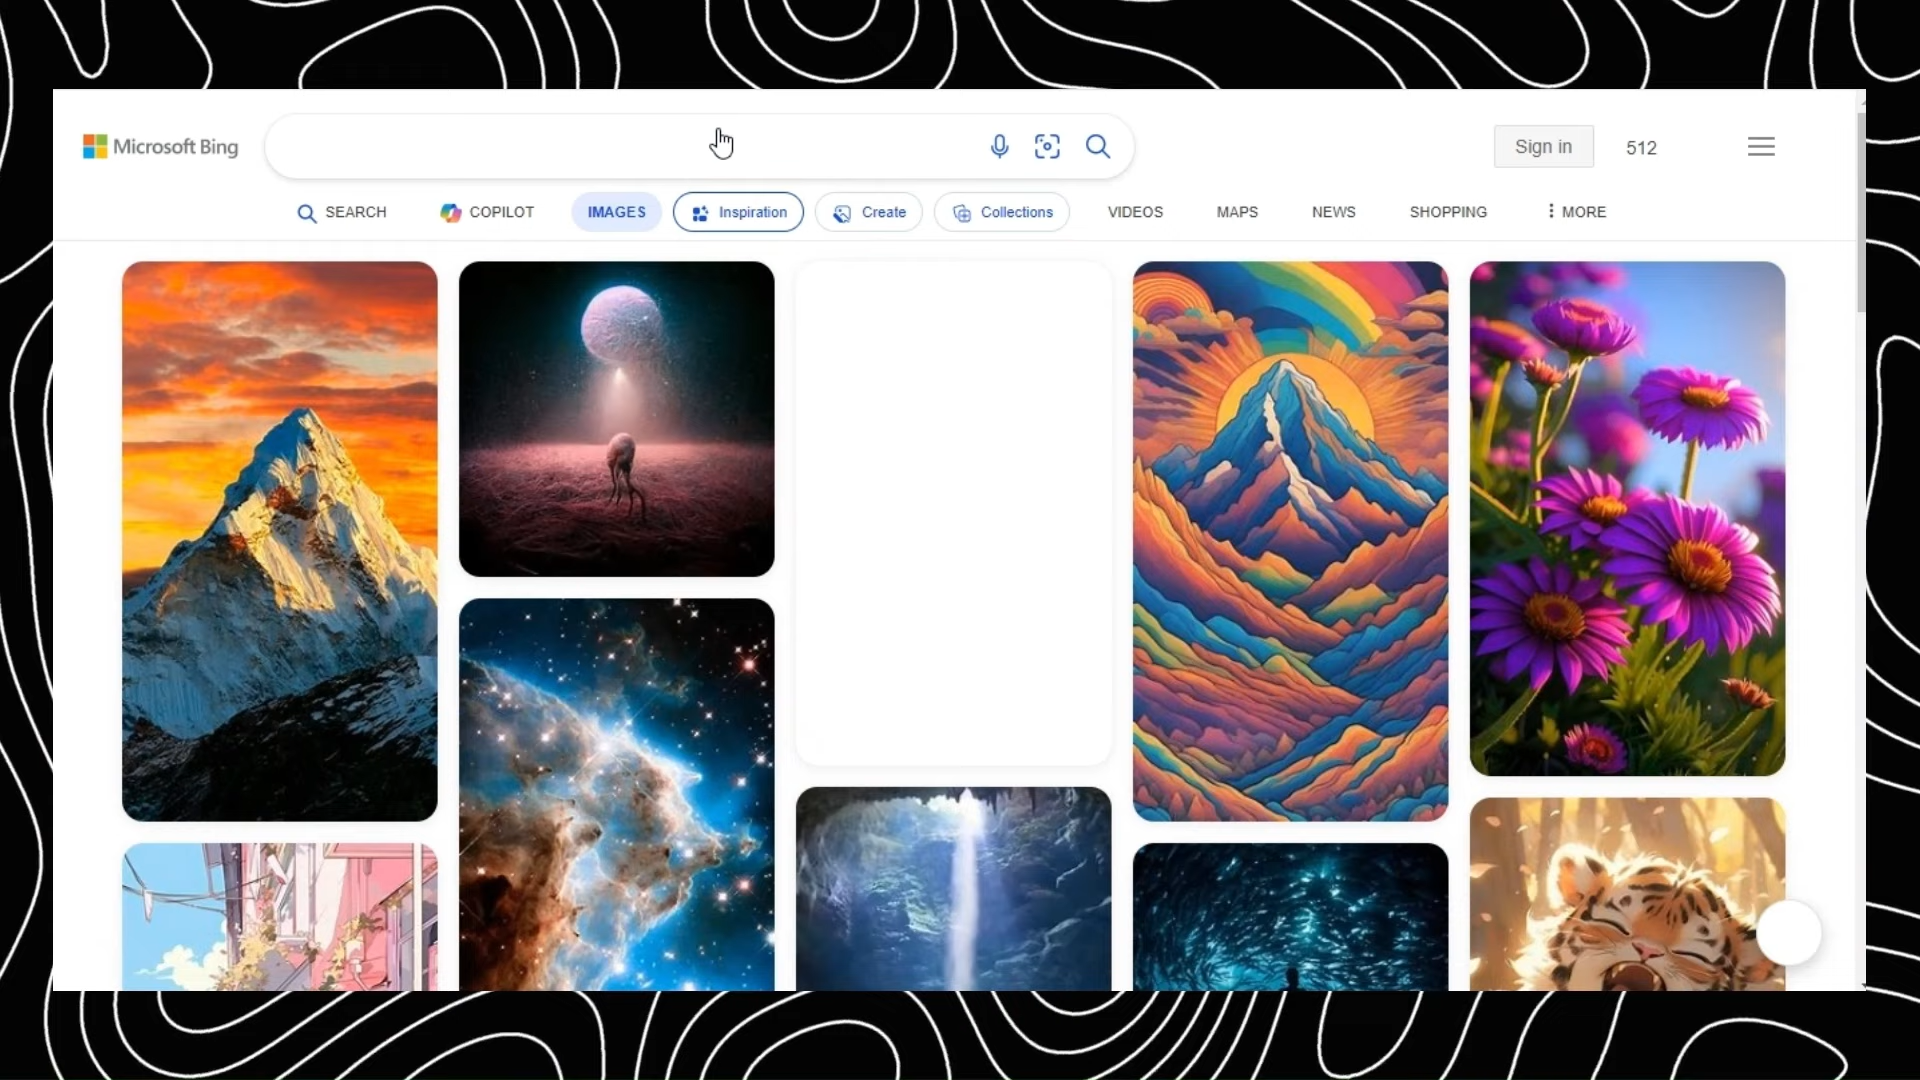 Microsoft Bing
Sign in
512
SEARCH
COPILOT
IMAGES
Inspiration
Create
Collections
VIDEOS
MAPS
NEWS
SHOPPING
MORE